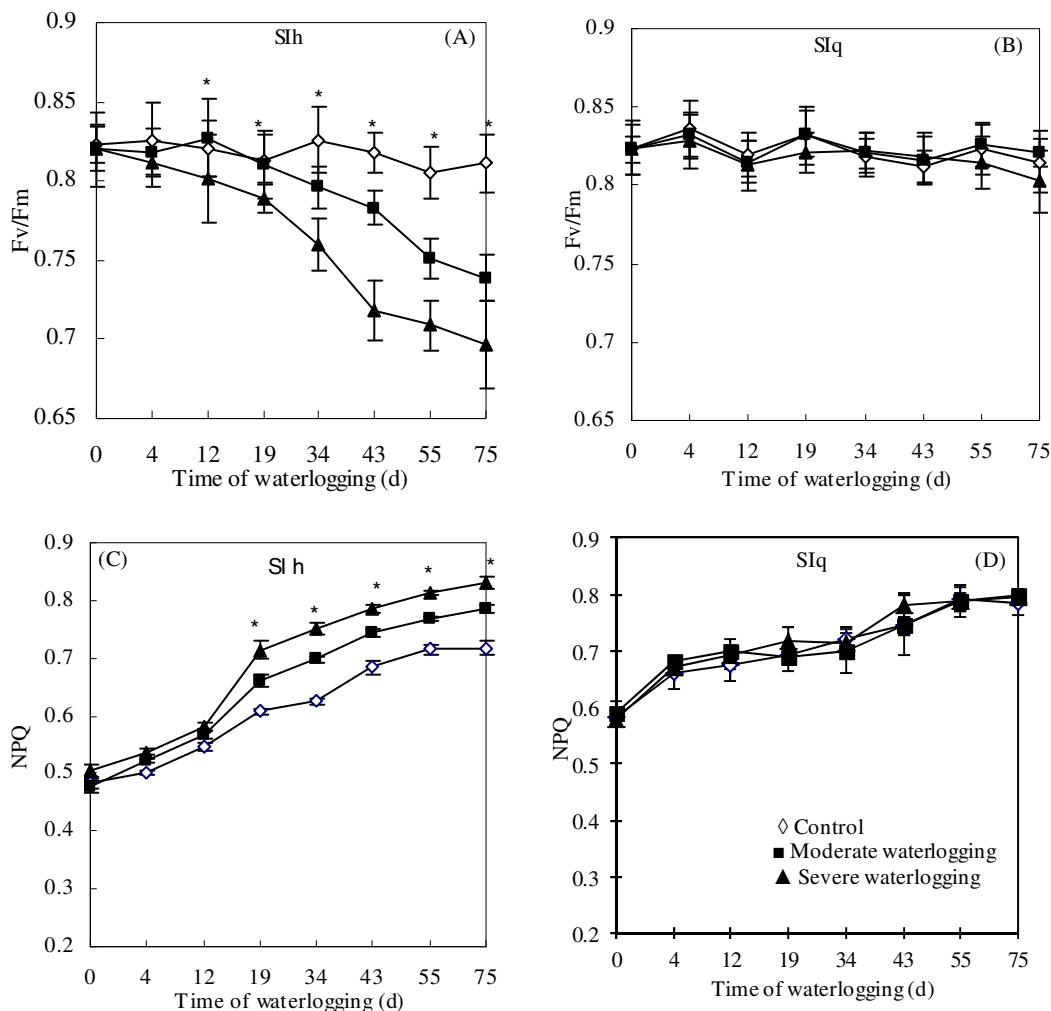 SIh (A)
0.9
0.85
0.8
0.75
0.7
0.65
Fv/Fm
* * * * * * *
0 4 12 19 34 43 55 75
Time of waterlogging (d)
SIq (B)
0.9
0.85
0.8
0.75
0.7
0.65
Fv/Fm
0 4 12 19 34 43 55 75
Time of waterlogging (d)
(C) SI h
0.9
0.8
0.7
0.6
0.5
0.4
0.3
0.2
NPQ
* * * * *
0 4 12 19 34 43 55 75
Time of waterlogging (d)
SIq (D)
0.9
0.8
0.7
0.6
0.5
0.4
0.3
0.2
NPQ
Control
Moderate waterlogging
Severe waterlogging
0 4 12 19 34 43 55 75
Time of waterlogging (d)